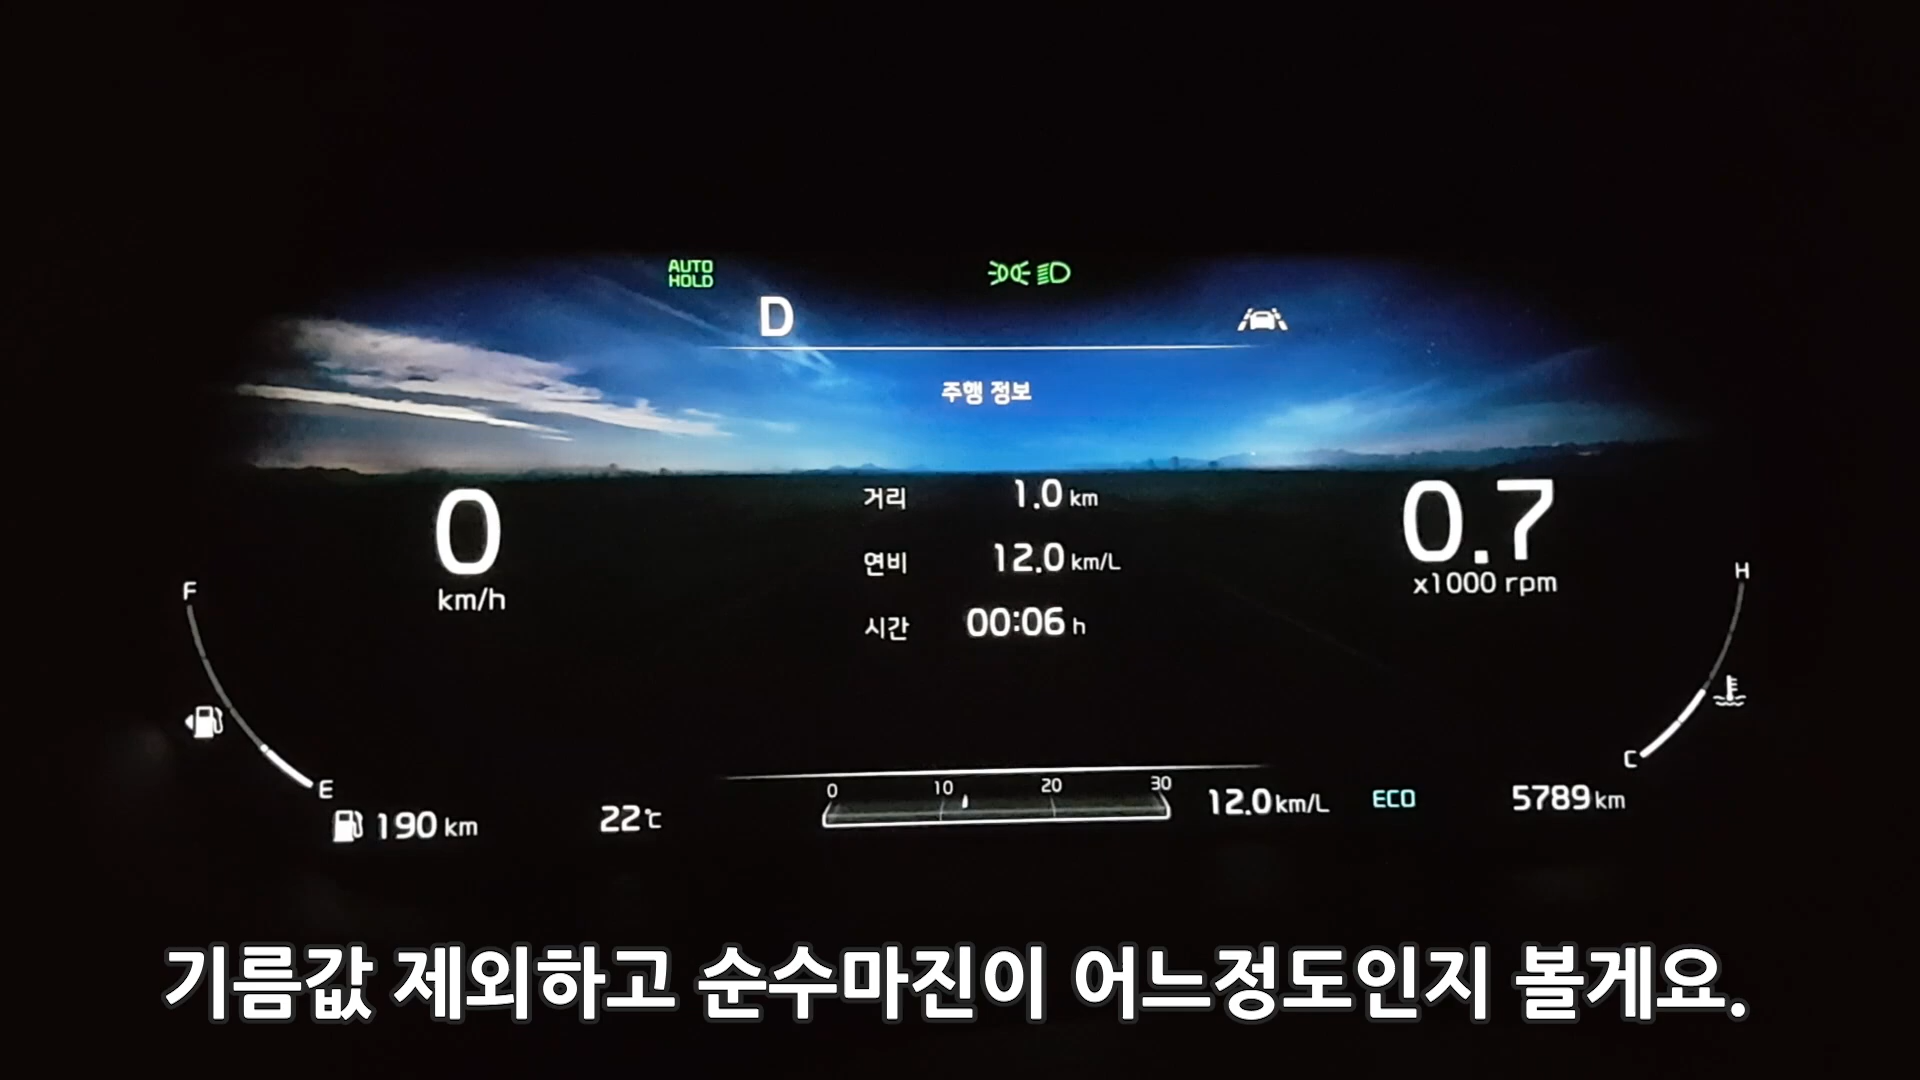 AUTO
HOLD
D
주행 정보
거리 1.0 km
연비 12.0 km/L
시간 00:06 h
0
km/h
0.7
x1000 rpm
F
E
H
C
190 km
22℃
0 10 20 30
12.0 km/L
ECO
5789 km
기름값 제외하고 순수마진이 어느정도인지 볼게요.